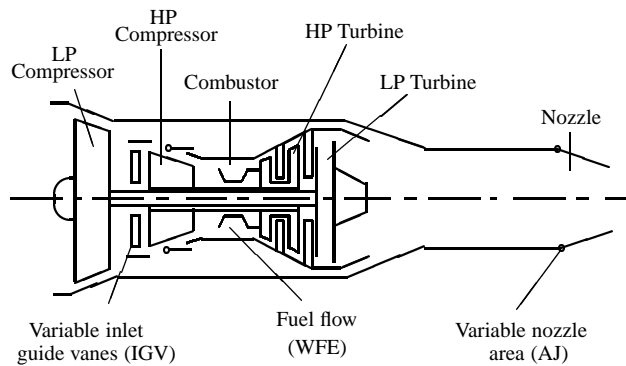 HP
Compressor
HP Turbine
LP
Compressor
Combustor
LP Turbine
Nozzle
Variable inlet
guide vanes (IGV)
Fuel flow
(WFE)
Variable nozzle
area (AJ)